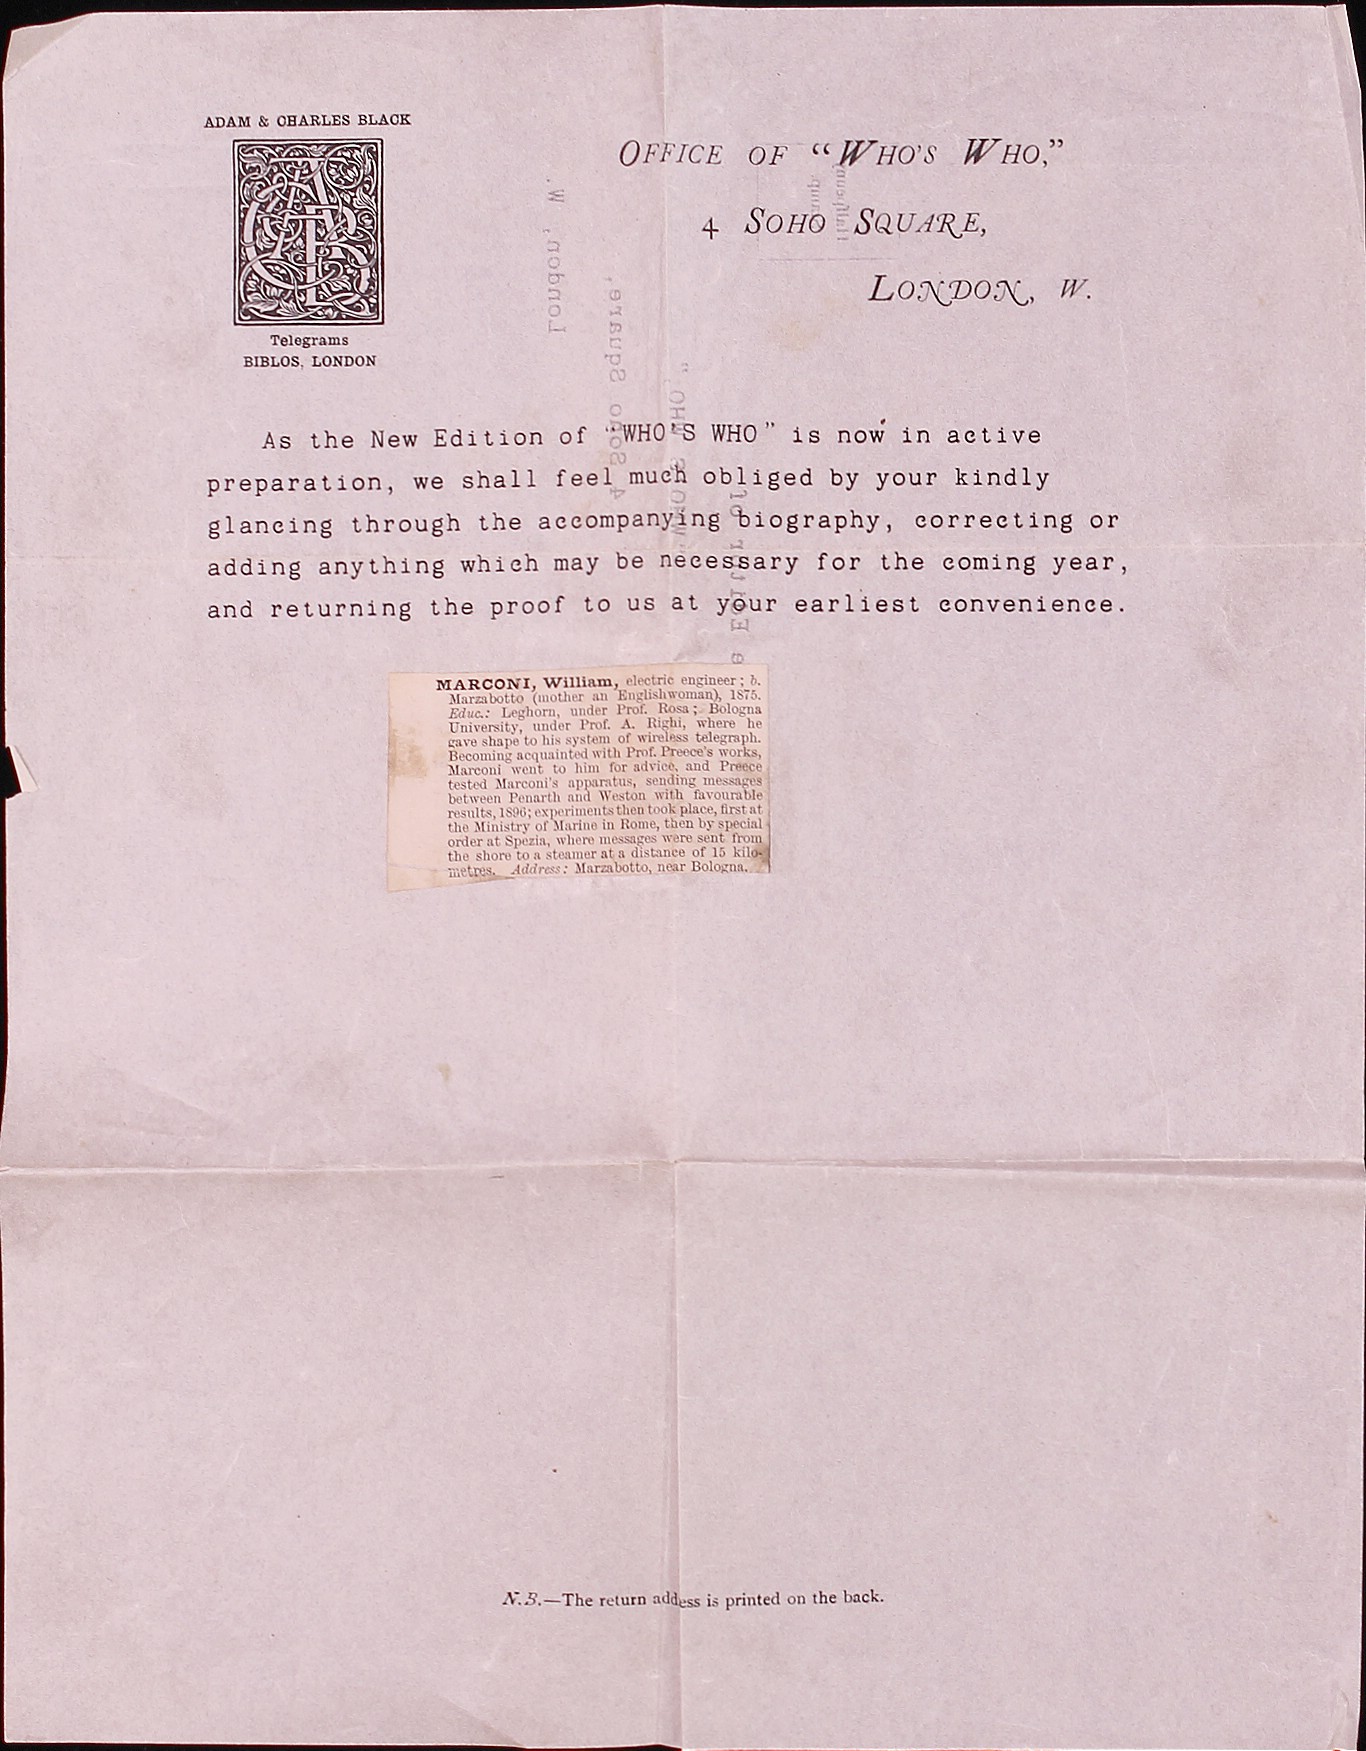 ADAM & CHARLES BLACK
Telegrams
BIBLOS, LONDON
OFFICE OF “WHO'S WHO,”
4 SOHO SQUARE,
LONDON, W.
As the New Edition of “WHO'S WHO” is now in active
preparation, we shall feel much obliged by your kindly
glancing through the accompanying biography, correcting or
adding anything which may be necessary for the coming year,
and returning the proof to us at your earliest convenience.
MARCONI, William, electric engineer; b.
Marzabotto (mother an Englishwoman), 1875.
Educ.: Leghorn, under Prof. Rosa; Bologna
University, under Prof. A. Righi, where he
gave shape to his system of wireless telegraph.
Becoming acquainted with Prof. Preece's works,
Marconi went to him for advice, and Preece
tested Marconi's apparatus, sending messages
between Penarth and Weston with favourable
results, 1896; experiments then took place, first at
the Ministry of Marine in Rome, then by special
order at Spezia, where messages were sent from
the shore to a steamer at a distance of 15 kilo-
metres. Address: Marzabotto, near Bologna.
N.B.—The return address is printed on the back.